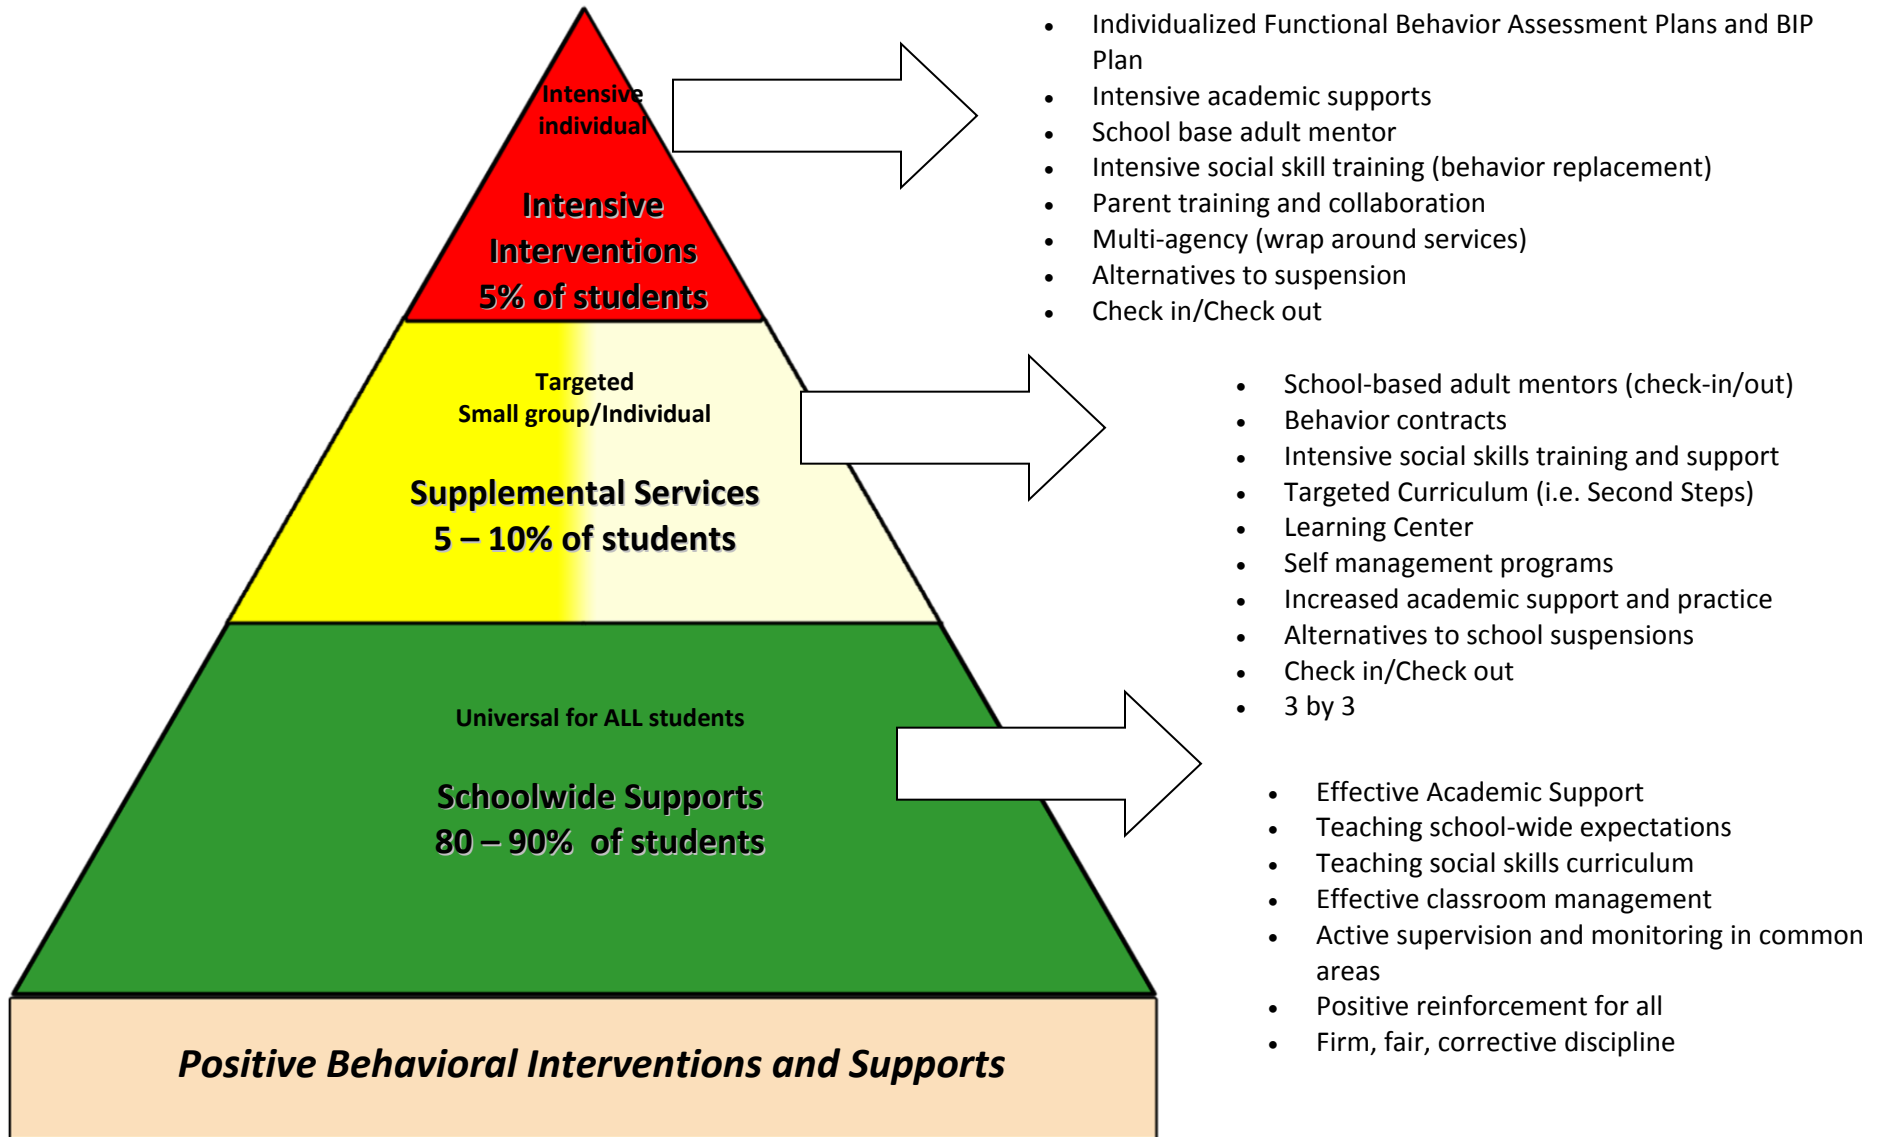 Intensive
individual
Intensive
Interventions
5% of students
• Individualized Functional Behavior Assessment Plans and BIP
Plan
• Intensive academic supports
• School base adult mentor
• Intensive social skill training (behavior replacement)
• Parent training and collaboration
• Multi-agency (wrap around services)
• Alternatives to suspension
• Check in/Check out
Targeted
Small group/Individual
Supplemental Services
5 – 10% of students
• School-based adult mentors (check-in/out)
• Behavior contracts
• Intensive social skills training and support
• Targeted Curriculum (i.e. Second Steps)
• Learning Center
• Self management programs
• Increased academic support and practice
• Alternatives to school suspensions
• Check in/Check out
• 3 by 3
Universal for ALL students
Schoolwide Supports
80 – 90% of students
• Effective Academic Support
• Teaching school-wide expectations
• Teaching social skills curriculum
• Effective classroom management
• Active supervision and monitoring in common
areas
• Positive reinforcement for all
• Firm, fair, corrective discipline
Positive Behavioral Interventions and Supports